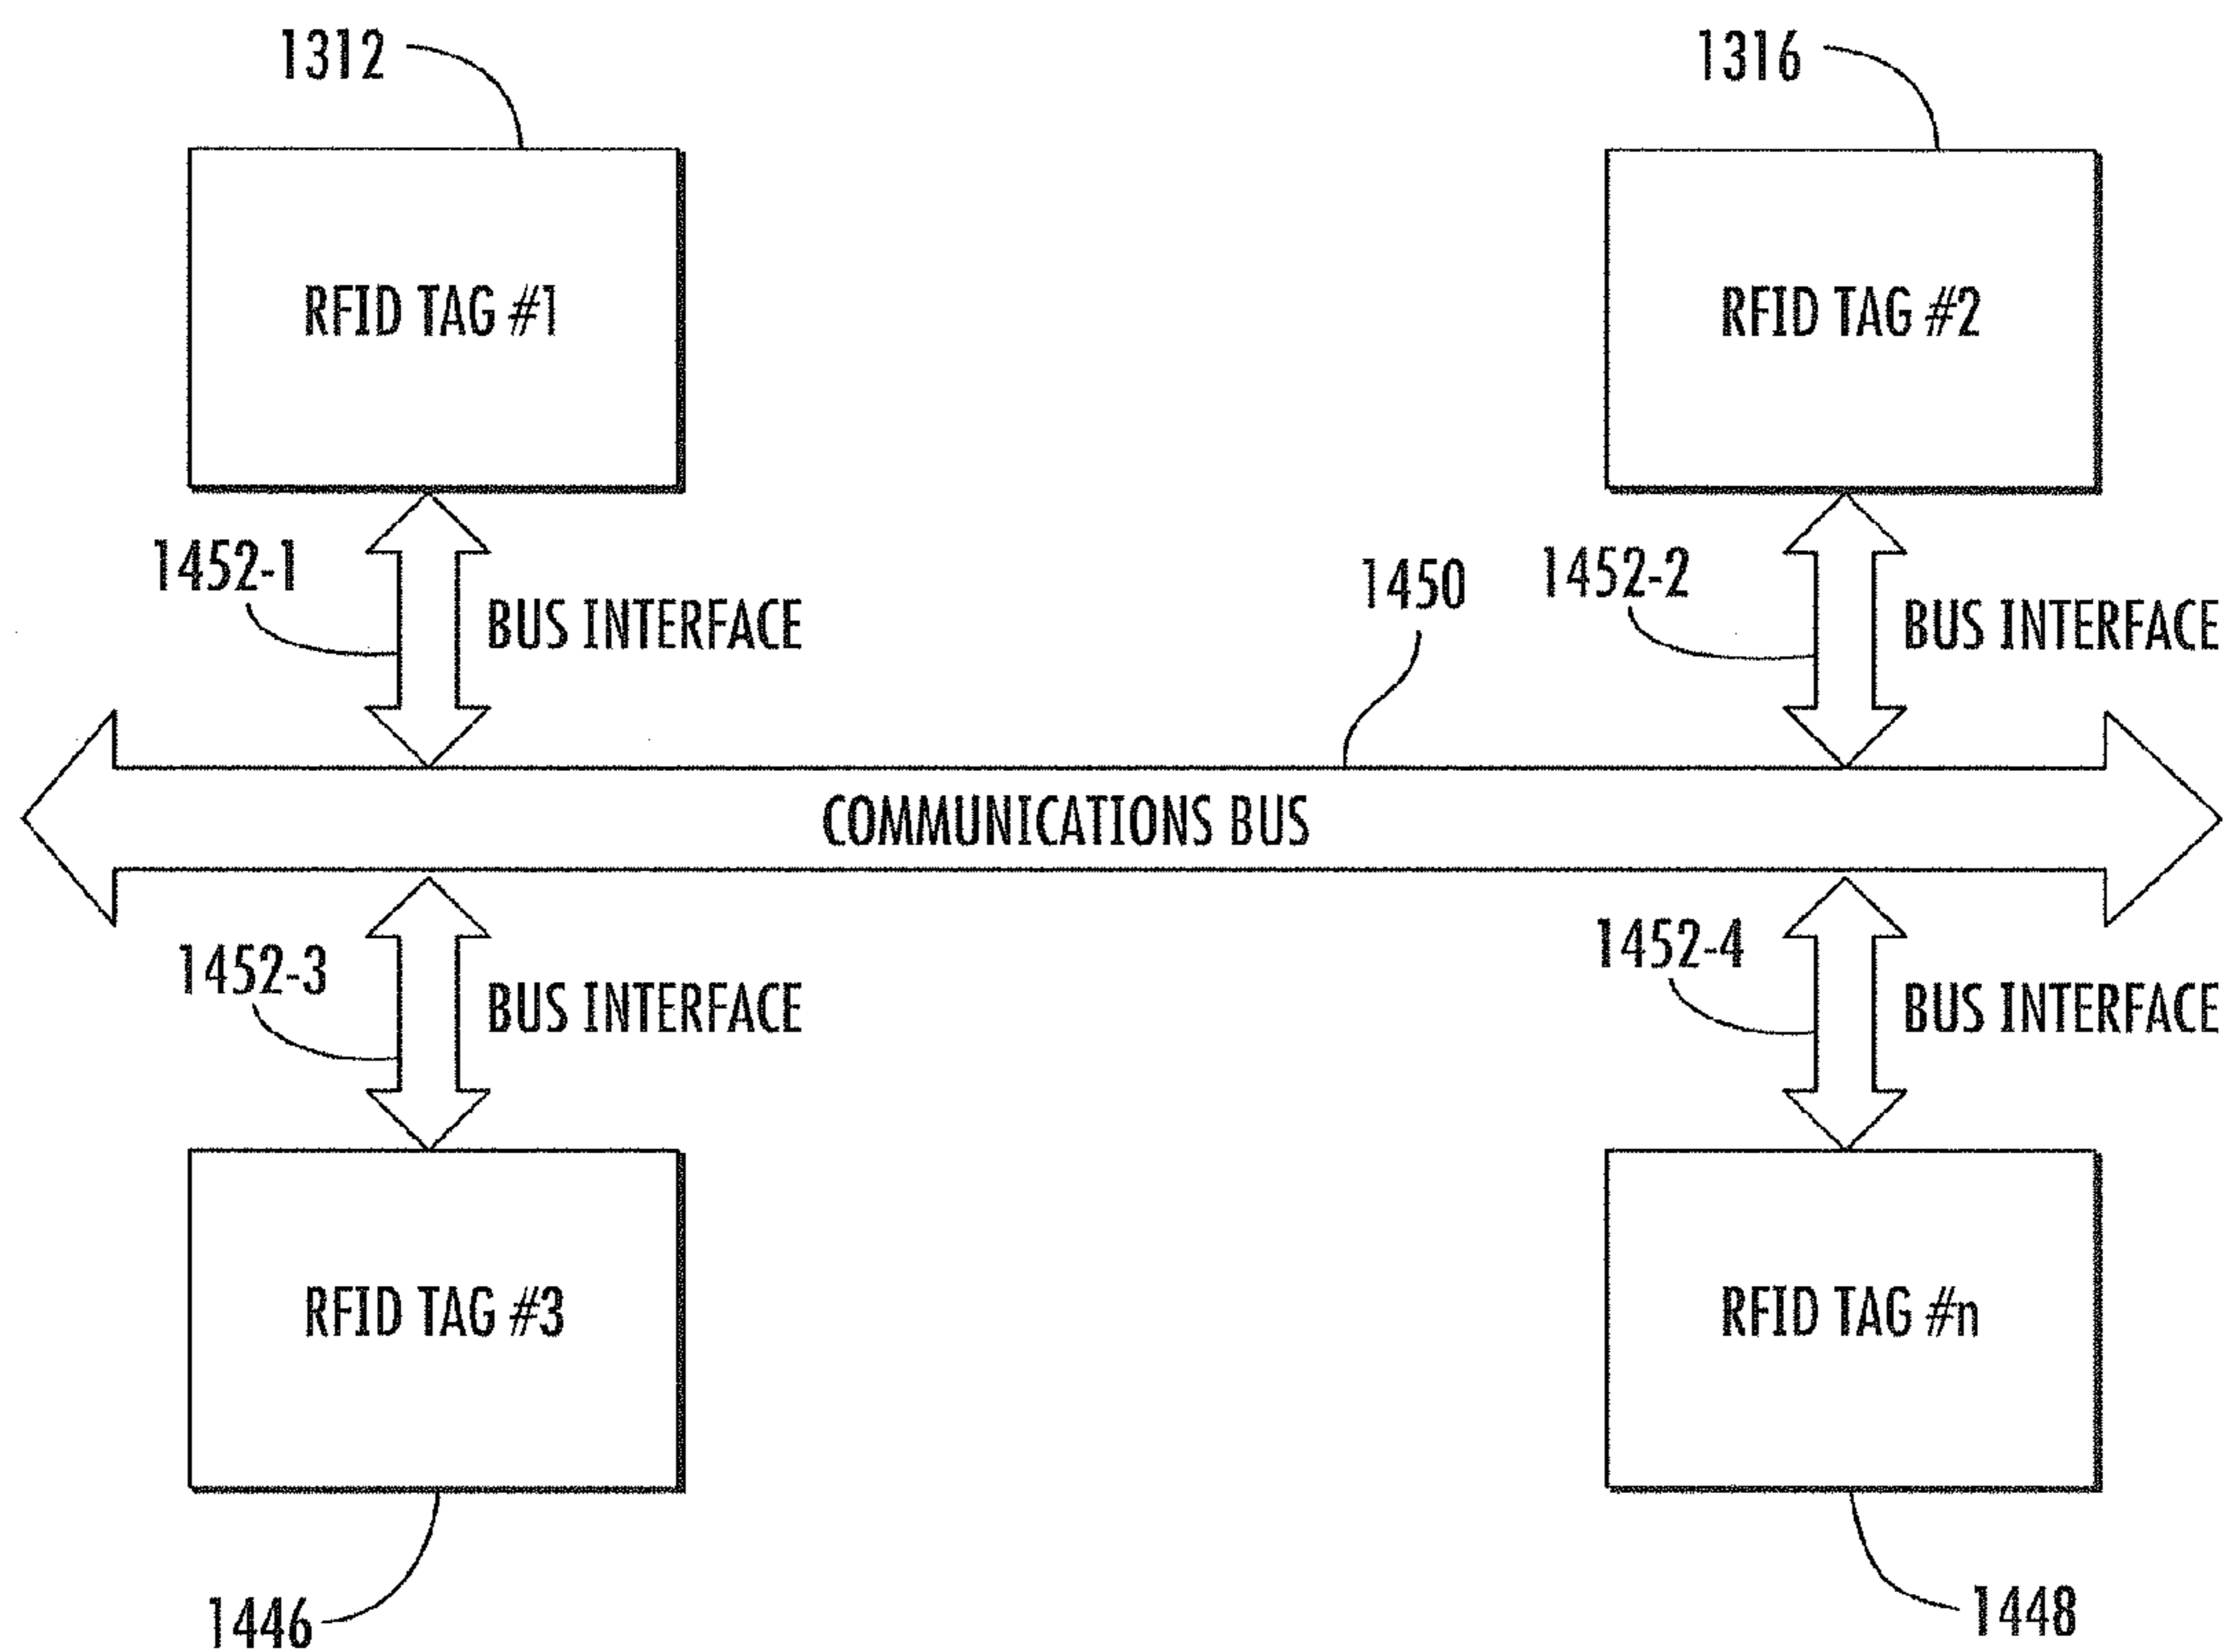 1312
1316
RFID TAG #1
RFID TAG #2
1452-1
BUS INTERFACE
1450
1452-2
BUS INTERFACE
COMMUNICATIONS BUS
1452-3
BUS INTERFACE
1452-4
BUS INTERFACE
RFID TAG #3
RFID TAG #n
1446
1448